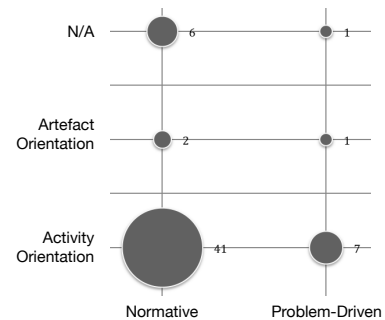 N/A
6
1
Artefact
Orientation
2
1
Activity
Orientation
41
7
Normative
Problem-Driven